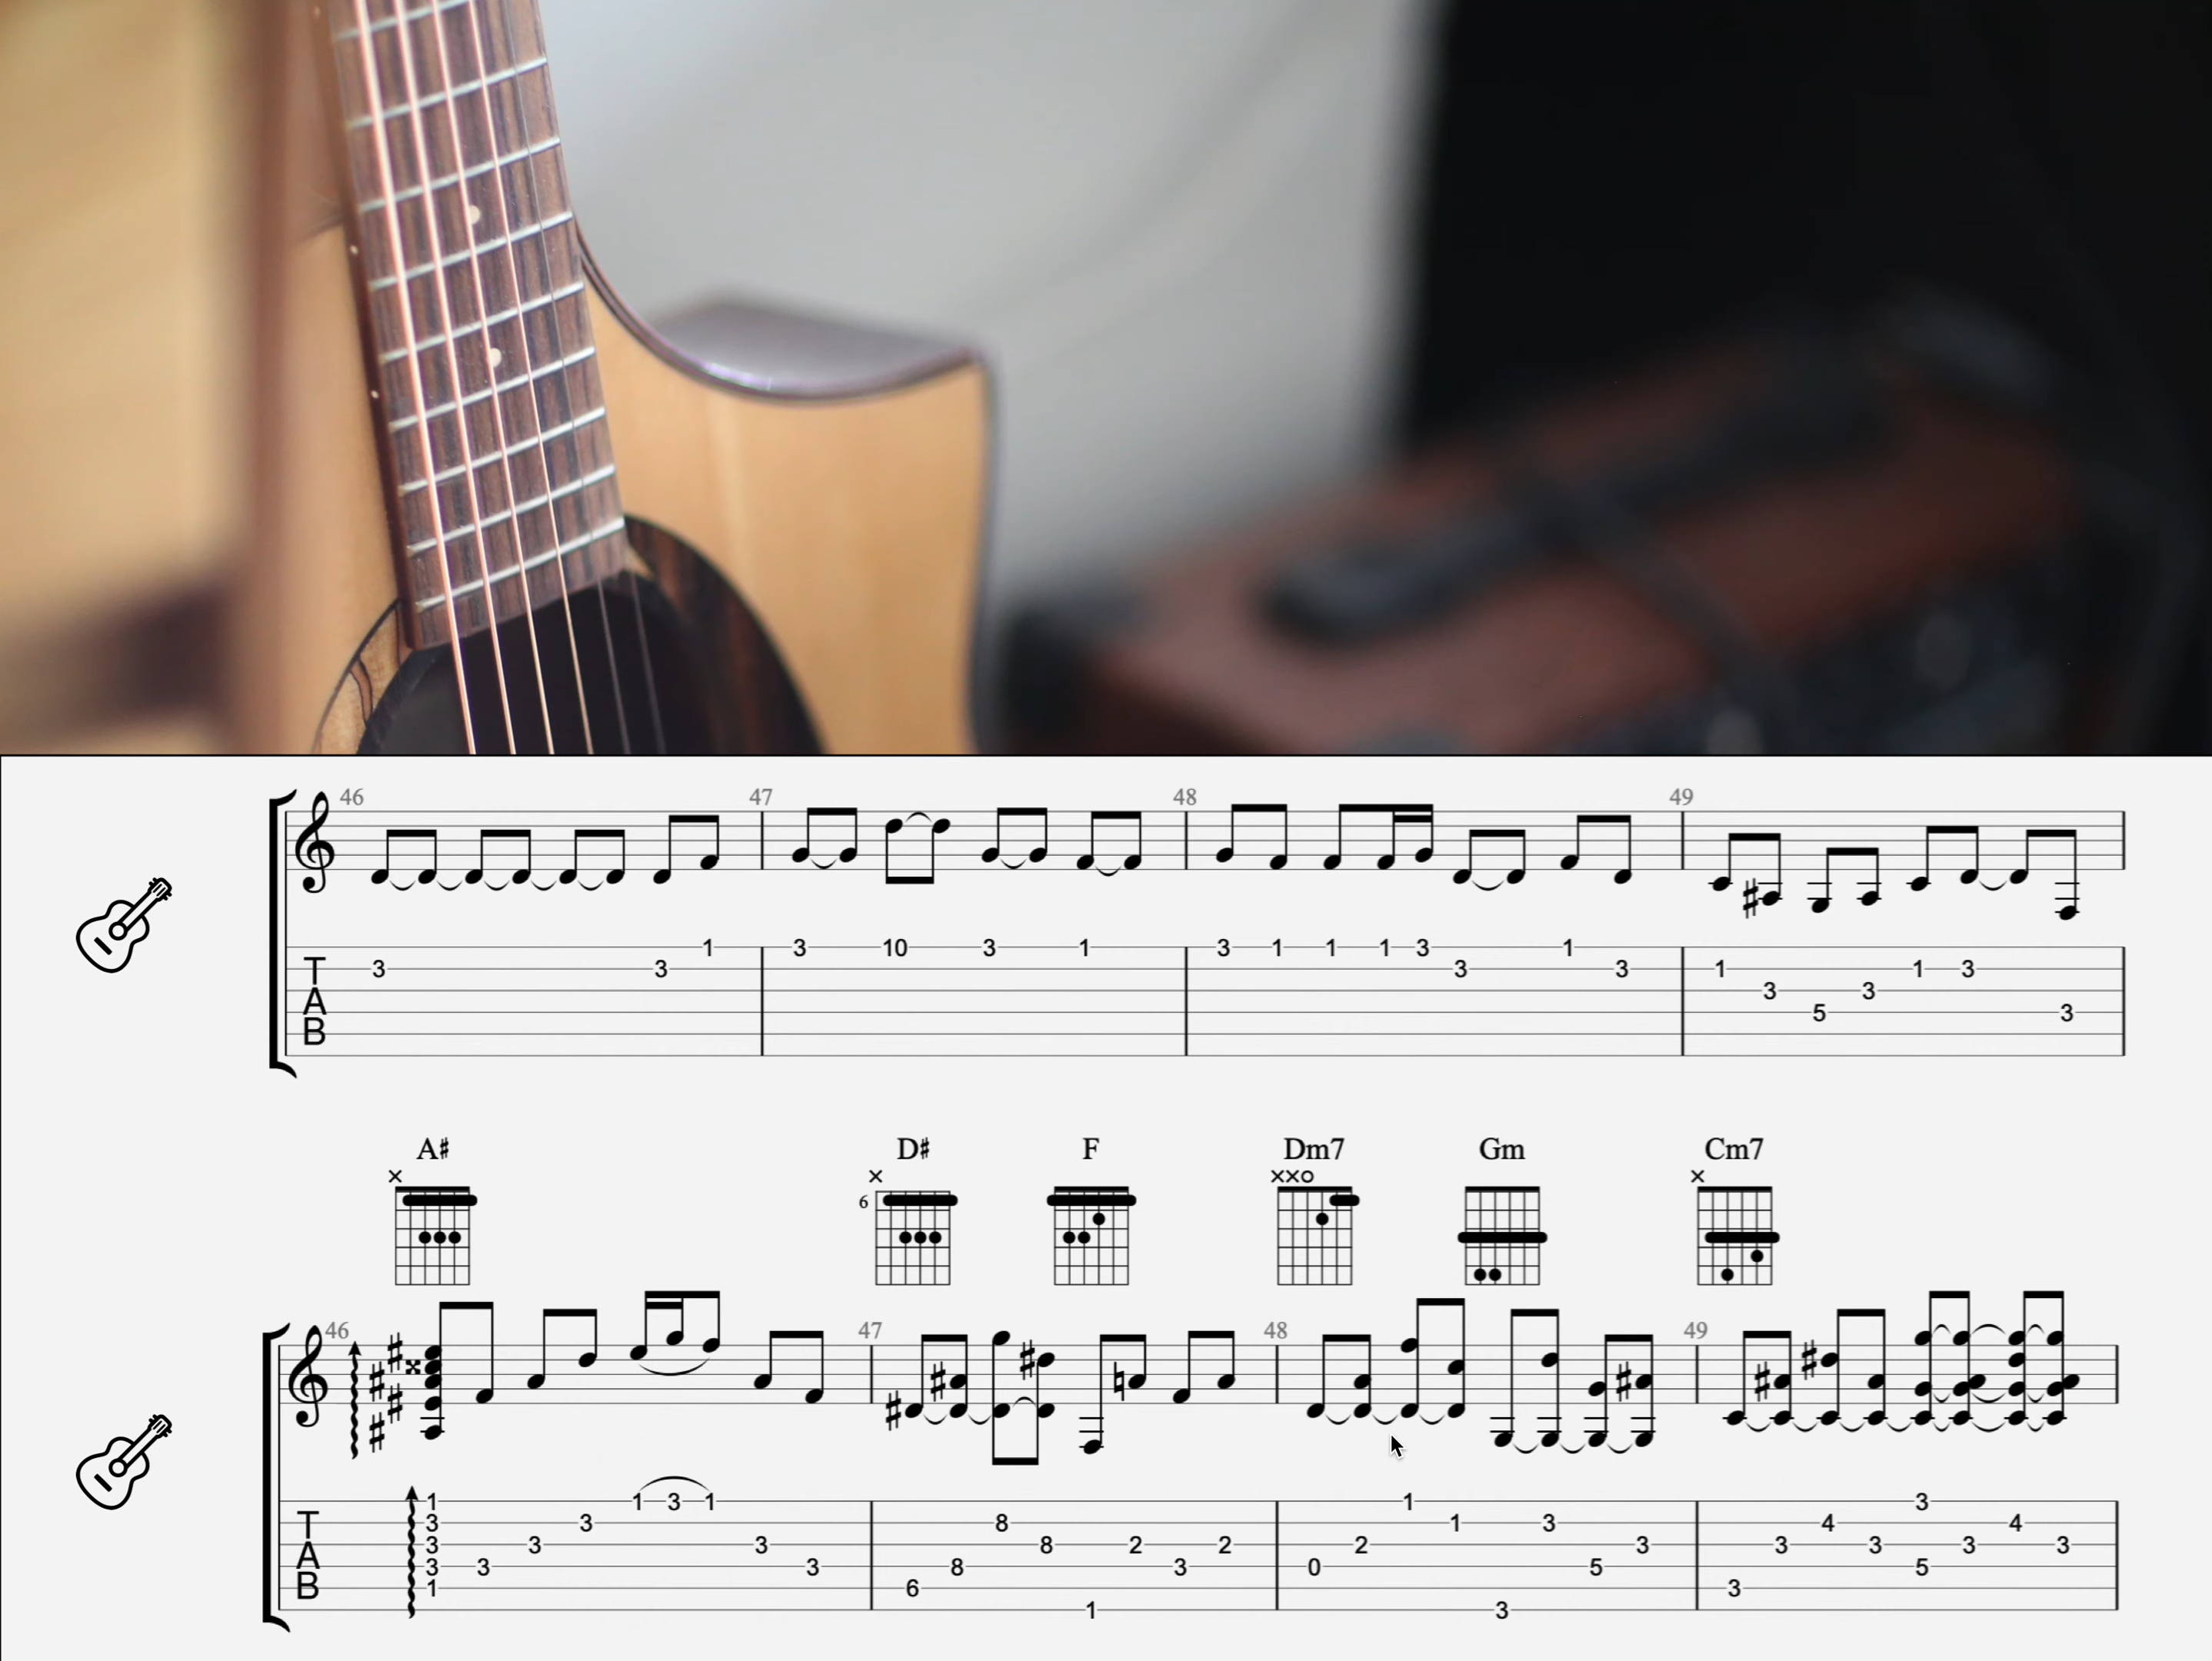 46 47 48 49
1 3 10 3 1 3 1 1 1 3 1
T 3 3 3 3 1 1 3
A 3 3
5 3
B
A♯ D♯ F Dm7 Gm Cm7
× × ××○ ×
6
46 47 48 49
1 1 3 1 1 3
T 3 3 8 1 3 4 4
A 3 3 3 8 2 2 2 3 3 3 3 3
3 3 3 8 3 0 5 5
B 1 6 3
1 3